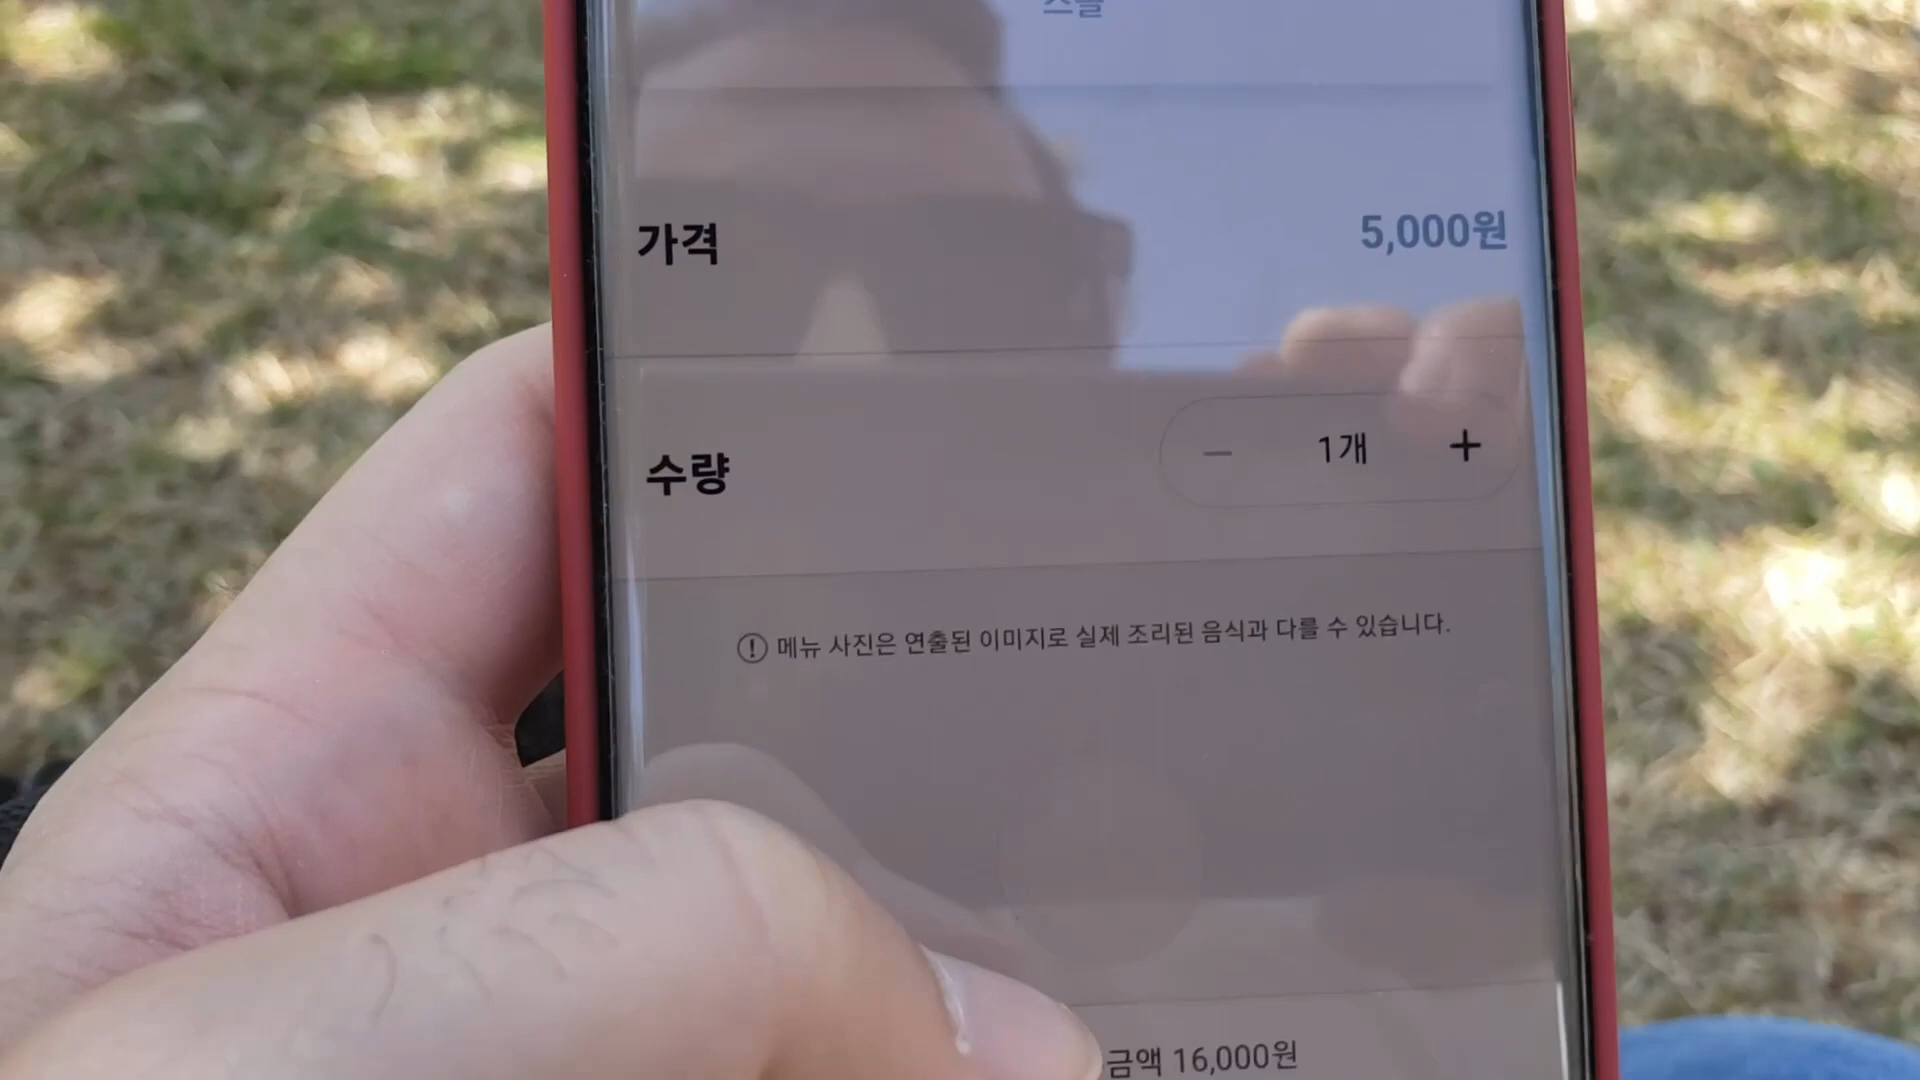 가격
5,000원
수량
1개
메뉴 사진은 연출된 이미지로 실제 조리된 음식과 다를 수 있습니다.
금액 16,000원